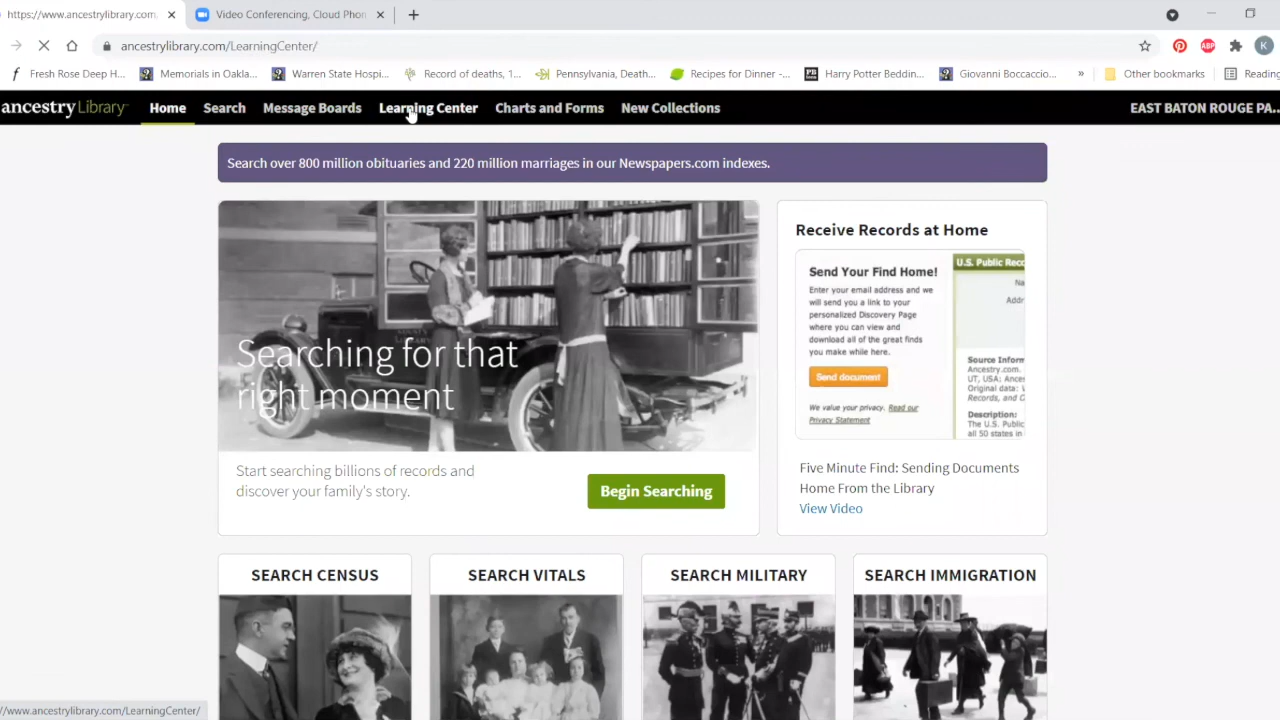 https://www.ancestrylibrary.com
Video Conferencing, Cloud Phon
ancestrylibrary.com/LearningCenter/
ABP
K
Fresh Rose Deep H...
Memorials in Oakla...
Warren State Hospi...
Record of deaths, 1...
Pennsylvania, Death...
Recipes for Dinner -...
Harry Potter Beddin...
Giovanni Boccaccio...
»
Other bookmarks
Reading
ancestryLibrary
Home
Search
Message Boards
Learning Center
Charts and Forms
New Collections
EAST BATON ROUGE PA...
Search over 800 million obituaries and 220 million marriages in our Newspapers.com indexes.
Searching for that
right moment
Start searching billions of records and
discover your family's story.
Begin Searching
Receive Records at Home
Send Your Find Home!
Enter your email address and we
will send you a link to your
personalized Discovery Page
where you can view and
download all of the great finds
you make while here.
Send document
We value your privacy. Read our
Privacy Statement
U.S. Public Rec
Na
Addr
Source Inform
Ancestry.com.
UT, USA: Ances
Original data: V
Records, and C
Description:
The U.S. Public
all 50 states in
Five Minute Find: Sending Documents
Home From the Library
View Video
SEARCH CENSUS
SEARCH VITALS
SEARCH MILITARY
SEARCH IMMIGRATION
//www.ancestrylibrary.com/LearningCenter/